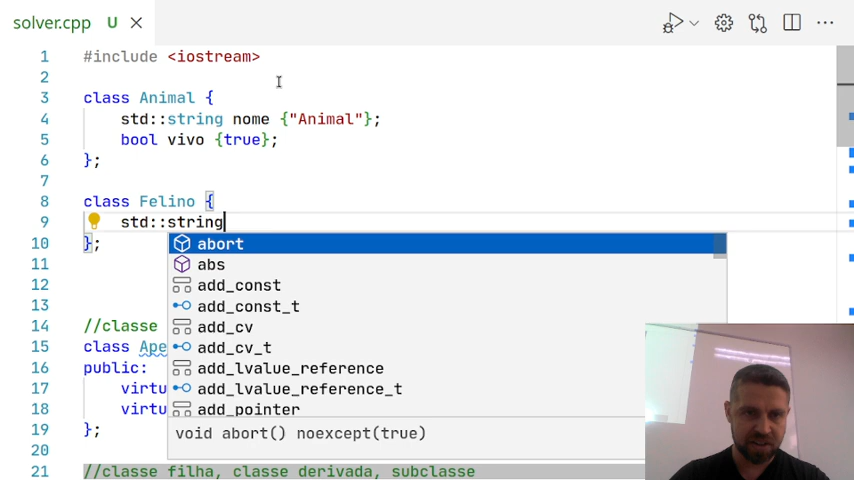 solver.cpp U
1 #include <iostream>
2
3 class Animal {
4 std::string nome {"Animal"};
5 bool vivo {true};
6 };
7
8 class Felino {
9 std::string
10 };
abort
11
abs
12
add_const
13
add_const_t
14 //classe
add_cv
15 class Ape
add_cv_t
16 public:
add_lvalue_reference
17 virtu
add_lvalue_reference_t
18 virtu
add_pointer
19 };
void abort() noexcept(true)
20
21 //classe filha, classe derivada, subclasse